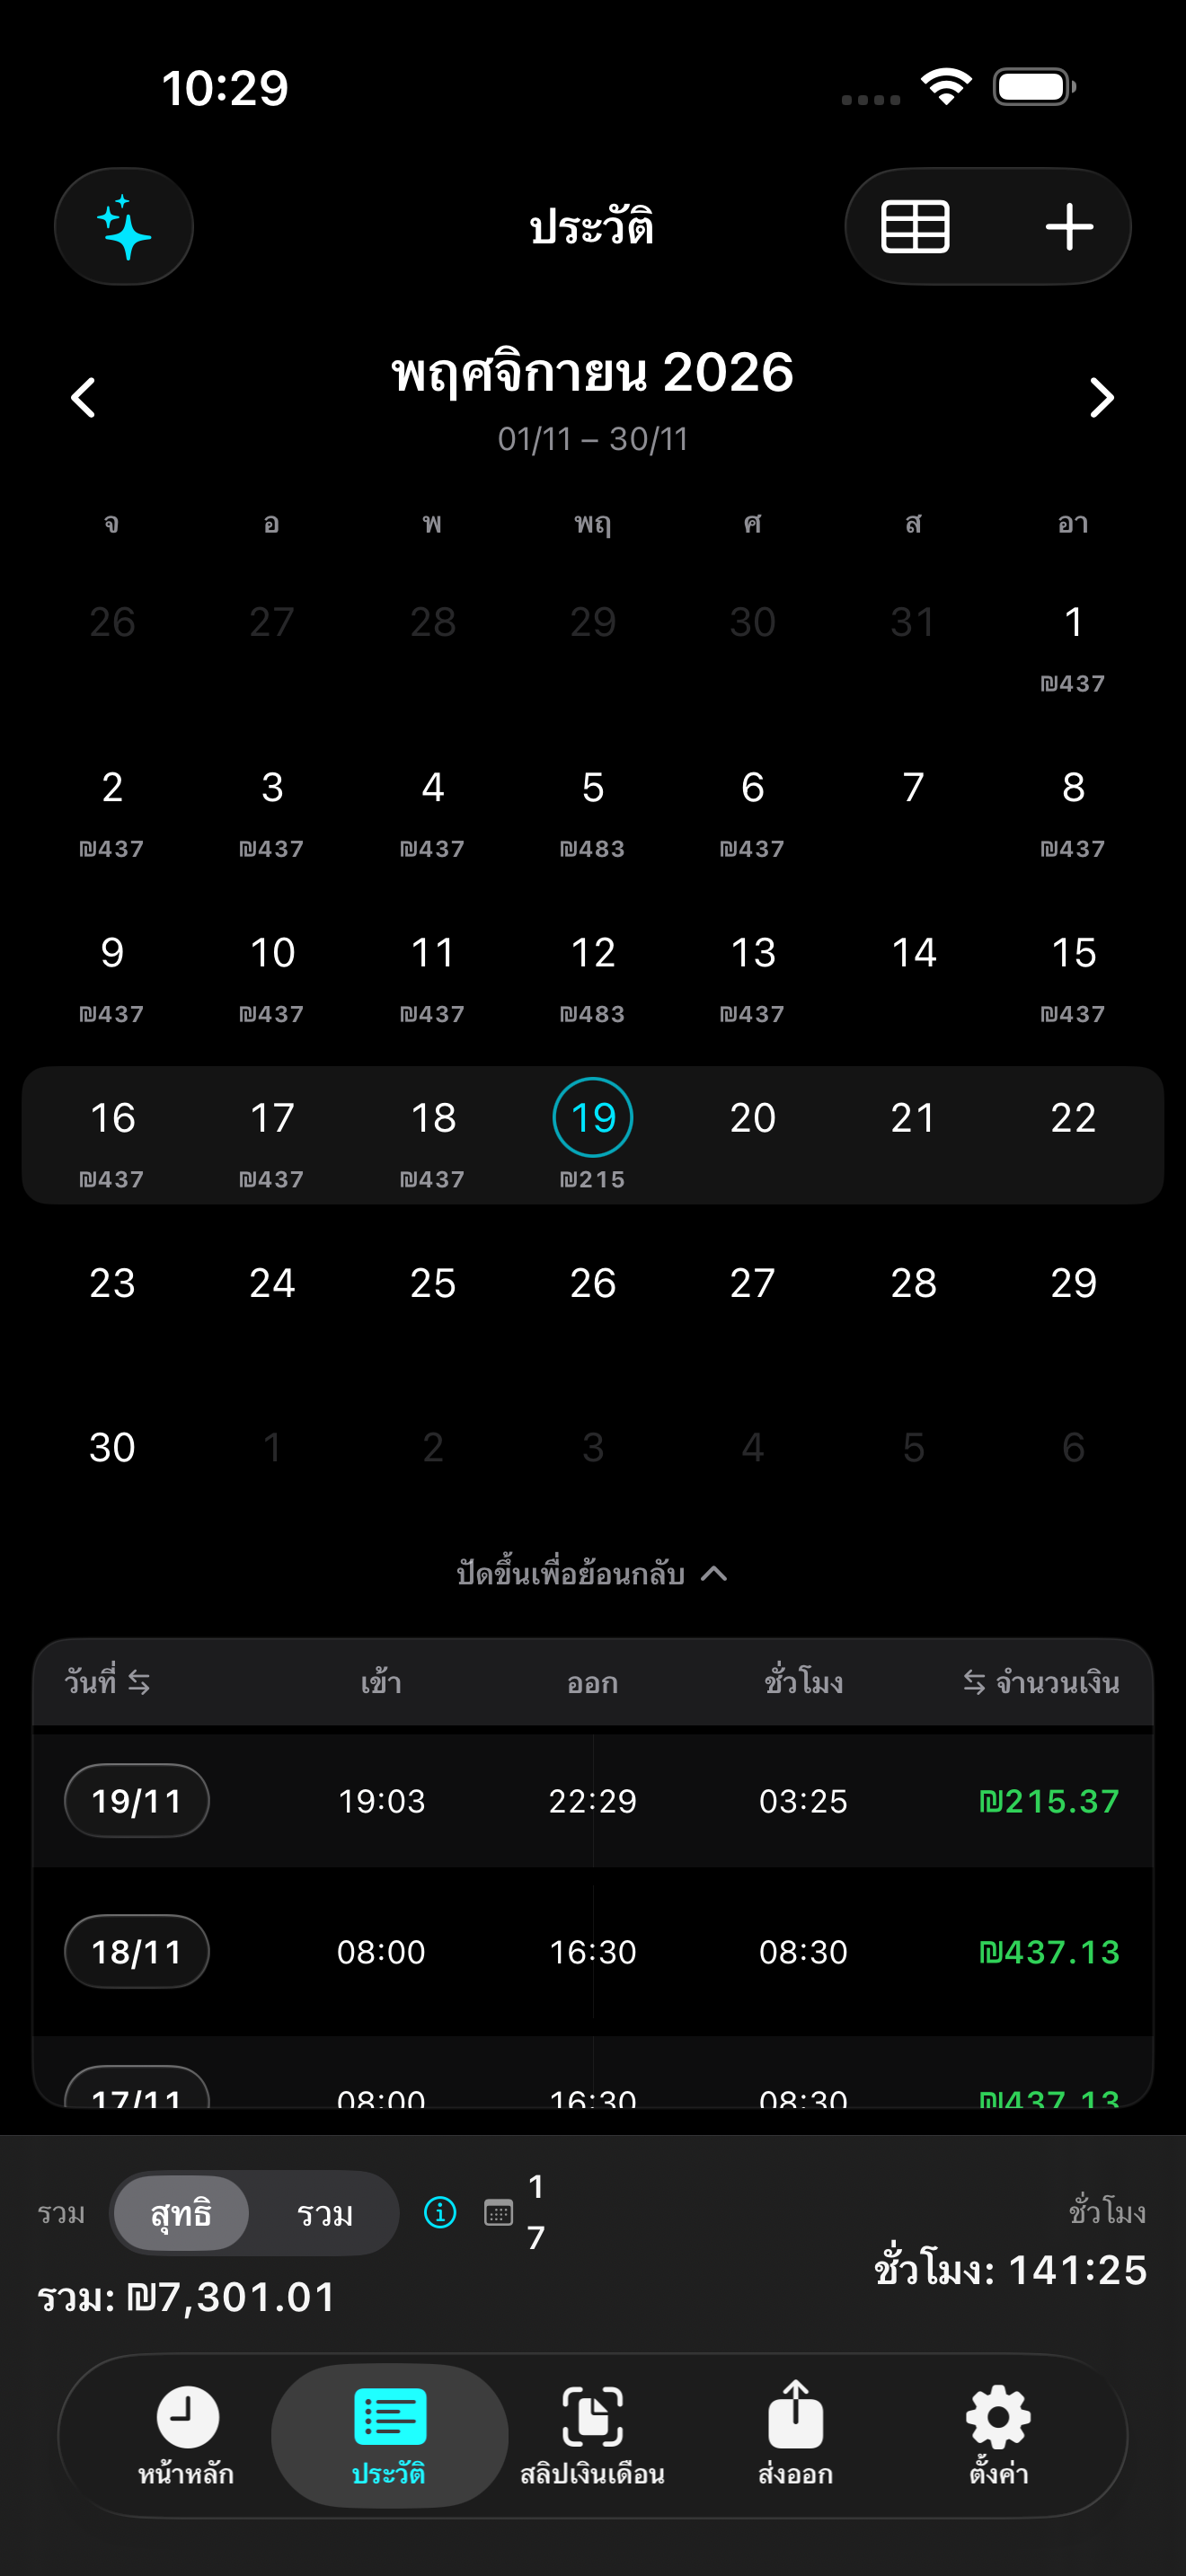 10:29
ประวัติ
พฤศจิกายน 2026
01/11 – 30/11
จ อ พ พฤ ศ ส อา
26 27 28 29 30 31 1
₪437
2 3 4 5 6 7 8
₪437 ₪437 ₪437 ₪483 ₪437 ₪437
9 10 11 12 13 14 15
₪437 ₪437 ₪437 ₪483 ₪437 ₪437
16 17 18 19 20 21 22
₪437 ₪437 ₪437 ₪215
23 24 25 26 27 28 29
30 1 2 3 4 5 6
ปัดขึ้นเพื่อย้อนกลับ
วันที่ เข้า ออก ชั่วโมง จำนวนเงิน
19/11 19:03 22:29 03:25 ₪215.37
18/11 08:00 16:30 08:30 ₪437.13
17/11 08:00 16:30 08:30 ₪437.13
รวม สุทธิ รวม 1 ชั่วโมง
7
รวม: ₪7,301.01 ชั่วโมง: 141:25
หน้าหลัก ประวัติ สลิปเงินเดือน ส่งออก ตั้งค่า